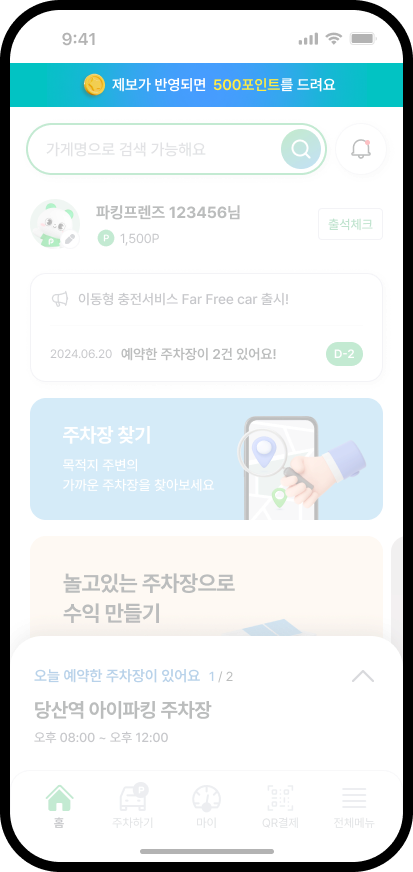 9:41
제보가 반영되면 500포인트를 드려요
가게명으로 검색 가능해요
파킹프렌즈 123456님
출석체크
P 1,500P
P
이동형 충전서비스 Far Free car 출시!
2024.06.20 예약한 주차장이 2건 있어요! D-2
주차장 찾기
목적지 주변의
가까운 주차장을 찾아보세요
놀고있는 주차장으로
수익 만들기
오늘 예약한 주차장이 있어요 1 / 2
당산역 아이파킹 주차장
오후 08:00 ~ 오후 12:00
P
홈 주차하기 마이 QR결제 전체메뉴